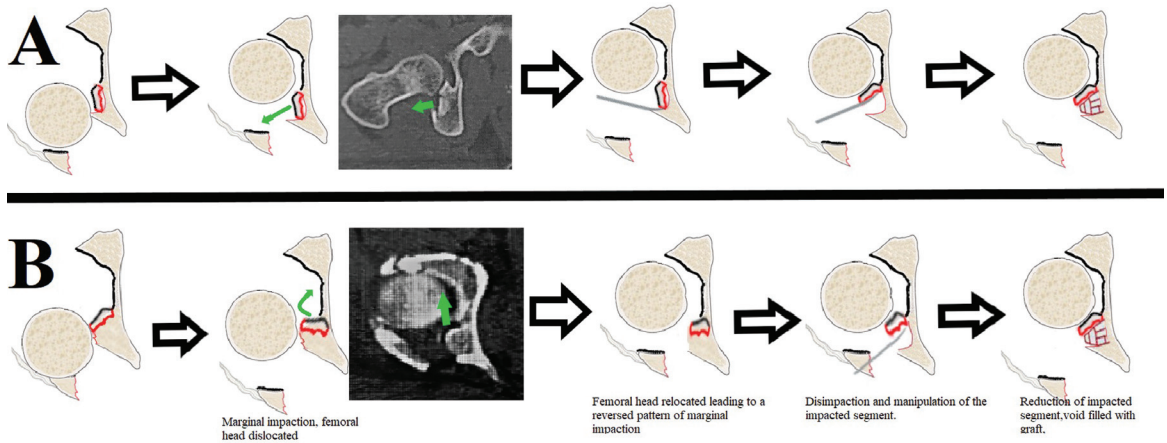 A
B
Marginal impaction, femoral
head dislocated
Femoral head relocated leading to a
reversed pattern of marginal
impaction
Disimpaction and manipulation of the
impacted segment.
Reduction of impacted
segment,void filled with
graft,